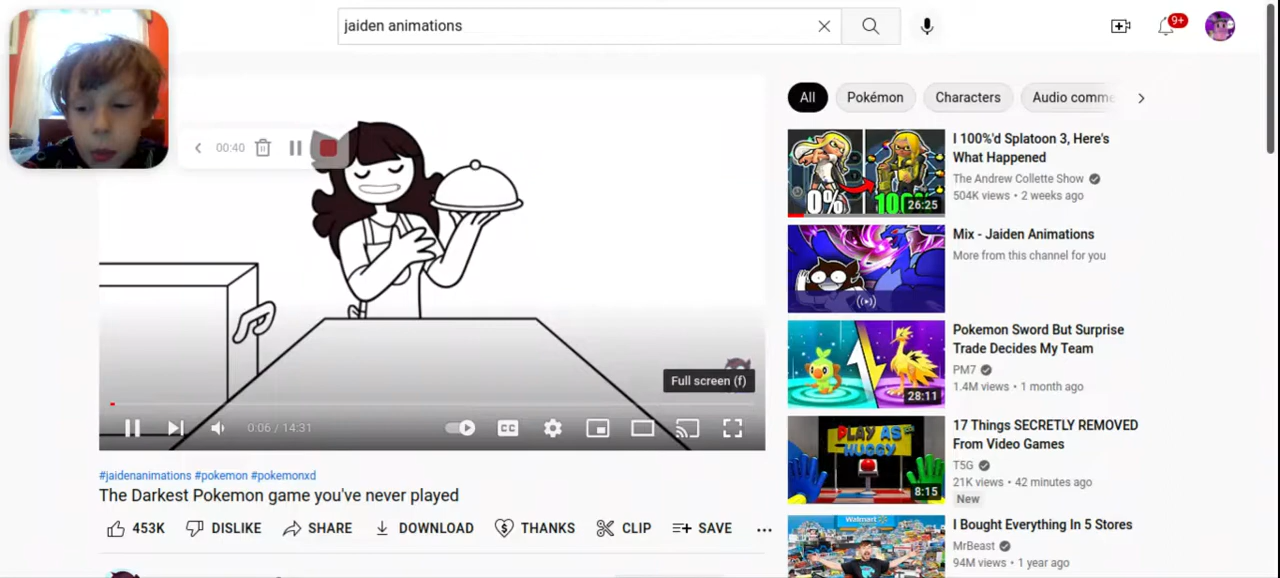 jaiden animations
9+
00:40
All
Pokémon
Characters
Audio comme
0%
100%
26:25
I 100%'d Splatoon 3, Here's
What Happened
The Andrew Collette Show
504K views • 2 weeks ago
Mix - Jaiden Animations
More from this channel for you
Full screen (f)
28:11
Pokemon Sword But Surprise
Trade Decides My Team
PM7
1.4M views • 1 month ago
CC
0:06 / 14:31
PLAY AS
HUGGY
8:15
17 Things SECRETLY REMOVED
From Video Games
T5G
21K views • 42 minutes ago
New
#jaidenanimations #pokemon #pokemonxd
The Darkest Pokemon game you've never played
453K
DISLIKE
SHARE
DOWNLOAD
THANKS
CLIP
SAVE
Walmart
I Bought Everything In 5 Stores
MrBeast
94M views • 1 year ago